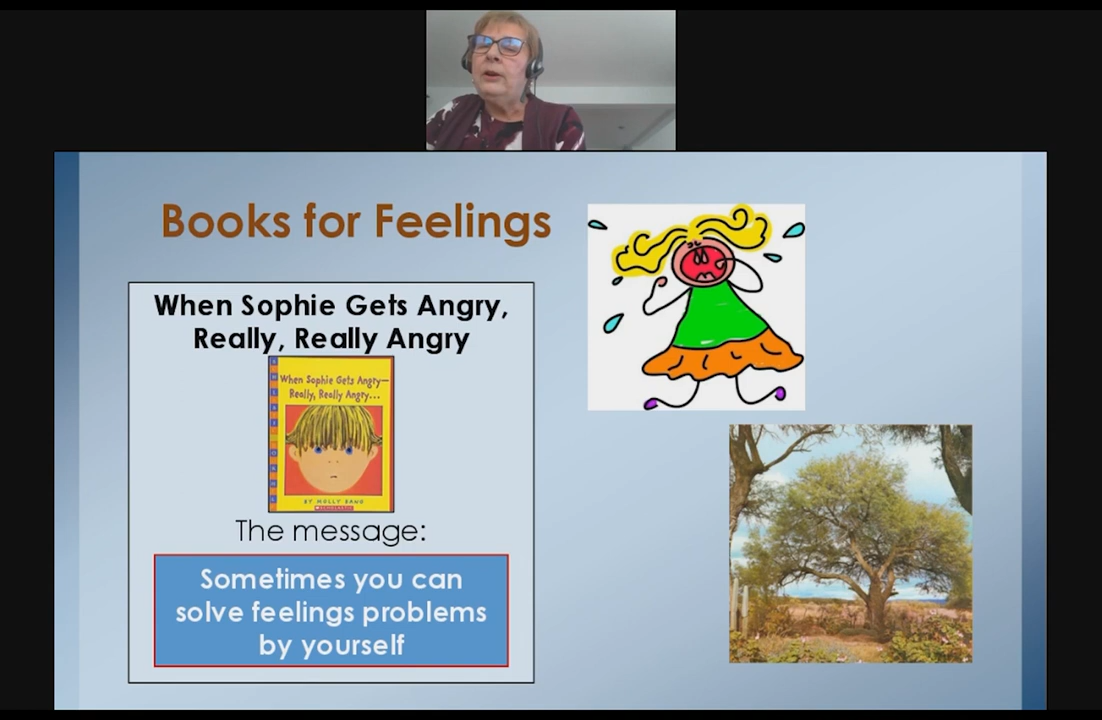 Books for Feelings
When Sophie Gets Angry,
Really, Really Angry
When Sophie Gets Angry—
Really, Really Angry...
BY MOLLY BANG
SCHOLASTIC
The message:
Sometimes you can
solve feelings problems
by yourself